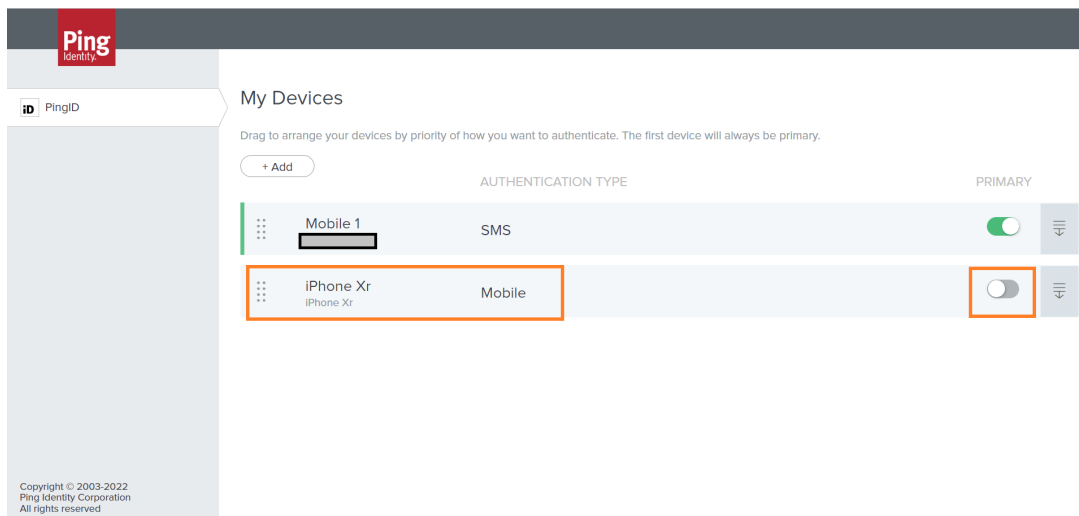 Ping
Identity.
iD PingID
My Devices
Drag to arrange your devices by priority of how you want to authenticate. The first device will always be primary.
+ Add
AUTHENTICATION TYPE PRIMARY
Mobile 1
SMS
iPhone Xr
iPhone Xr
Mobile
Copyright © 2003-2022
Ping Identity Corporation
All rights reserved